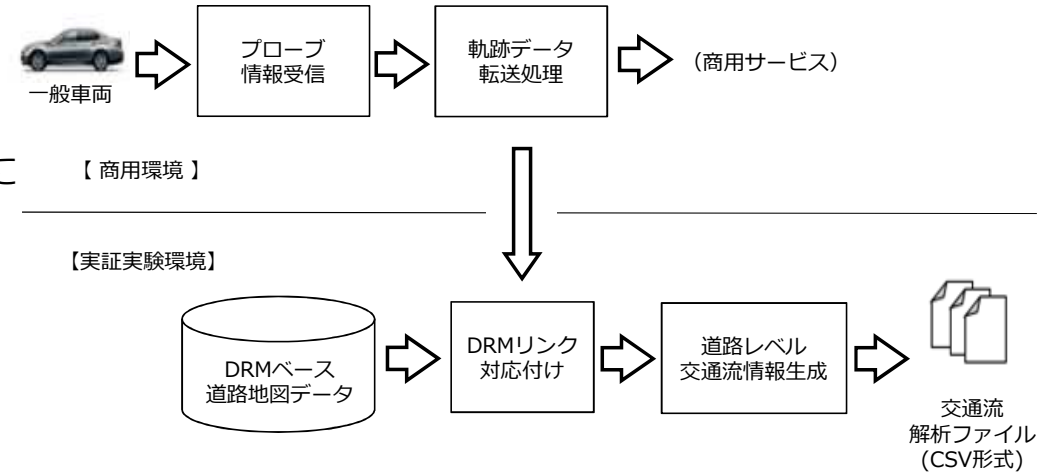 プローブ
情報受信
軌跡データ
転送処理
（商用サービス）
一般車両
に
【 商用環境 】
【実証実験環境】
DRMベース
道路地図データ
DRMリンク
対応付け
道路レベル
交通流情報生成
交通流
解析ファイル
(CSV形式)